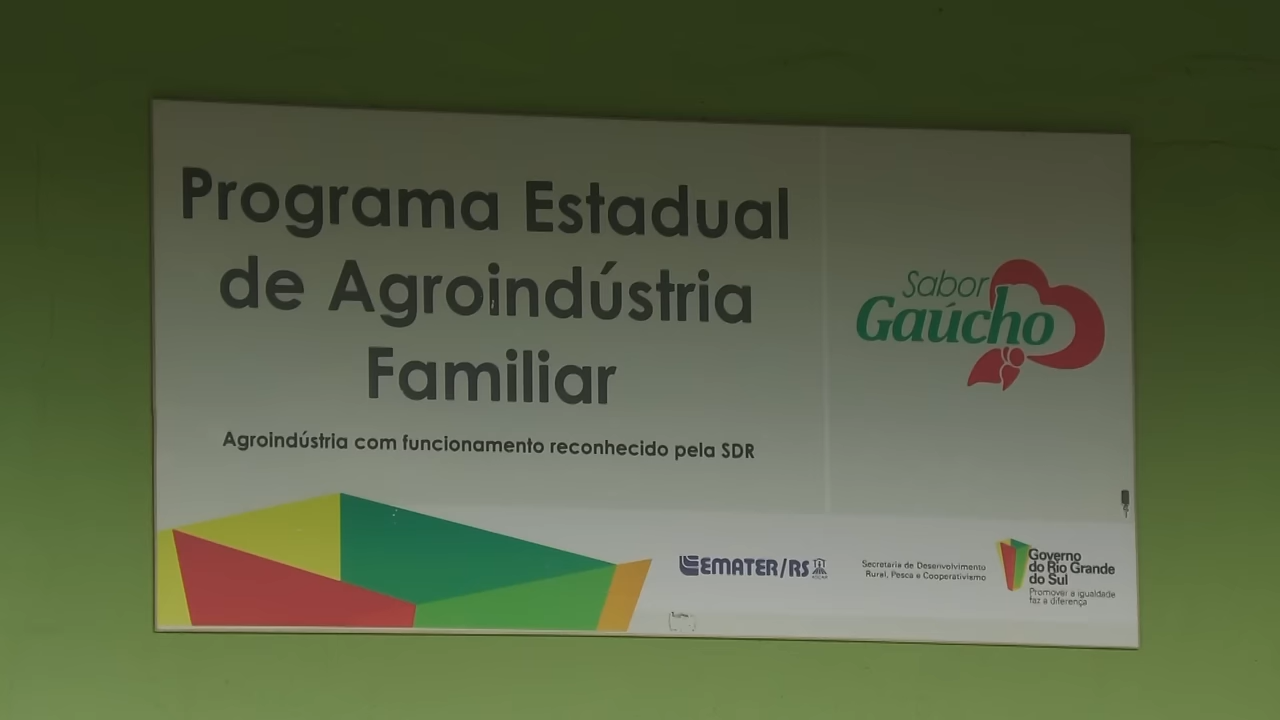 Programa Estadual
de Agroindústria
Familiar
Agroindústria com funcionamento reconhecido pela SDR
Sabor
Gaúcho
EMATER/RS
Secretaria de Desenvolvimento
Rural, Pesca e Cooperativismo
Governo
do Rio Grande
do Sul
Promover a igualdade
faz a diferença